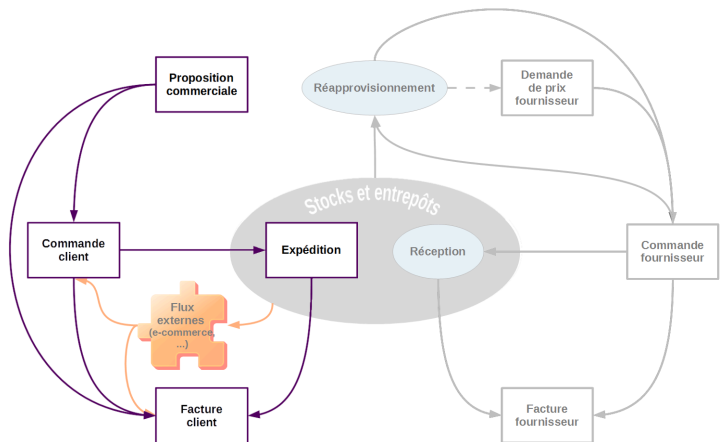 Proposition
commerciale
Réapprovisionnement
Demande
de prix
fournisseur
Stocks et entrepôts
Commande
client
Expédition
Réception
Commande
fournisseur
Flux
externes
(e-commerce,
...)
Facture
client
Facture
fournisseur